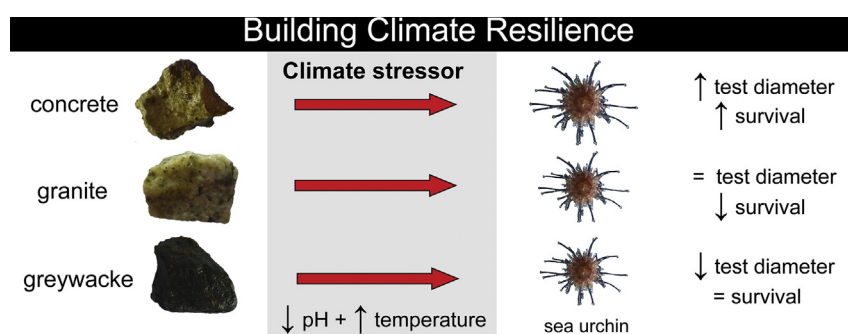 Building Climate Resilience
Climate stressor
concrete
↑ test diameter
↑ survival
granite
= test diameter
↓ survival
greywacke
↓ test diameter
= survival
↓ pH + ↑ temperature
sea urchin